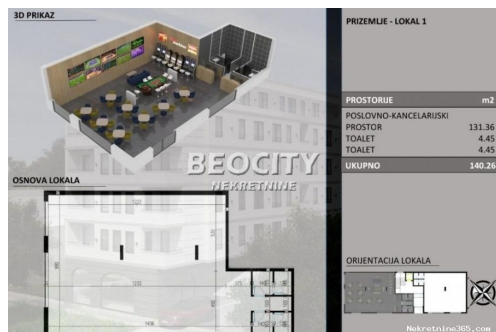 3D PRIKAZ
PRIZEMLJE - LOKAL 1
PROSTORIJE m2
POSLOVNO-KANCELARIJSKI
PROSTOR 131.36
TOALET 4.45
TOALET 4.45
UKUPNO 140.26
BEOCITY
NEKRETNINE
OSNOVA LOKALA
ORIJENTACIJA LOKALA
Nekretnine365.com